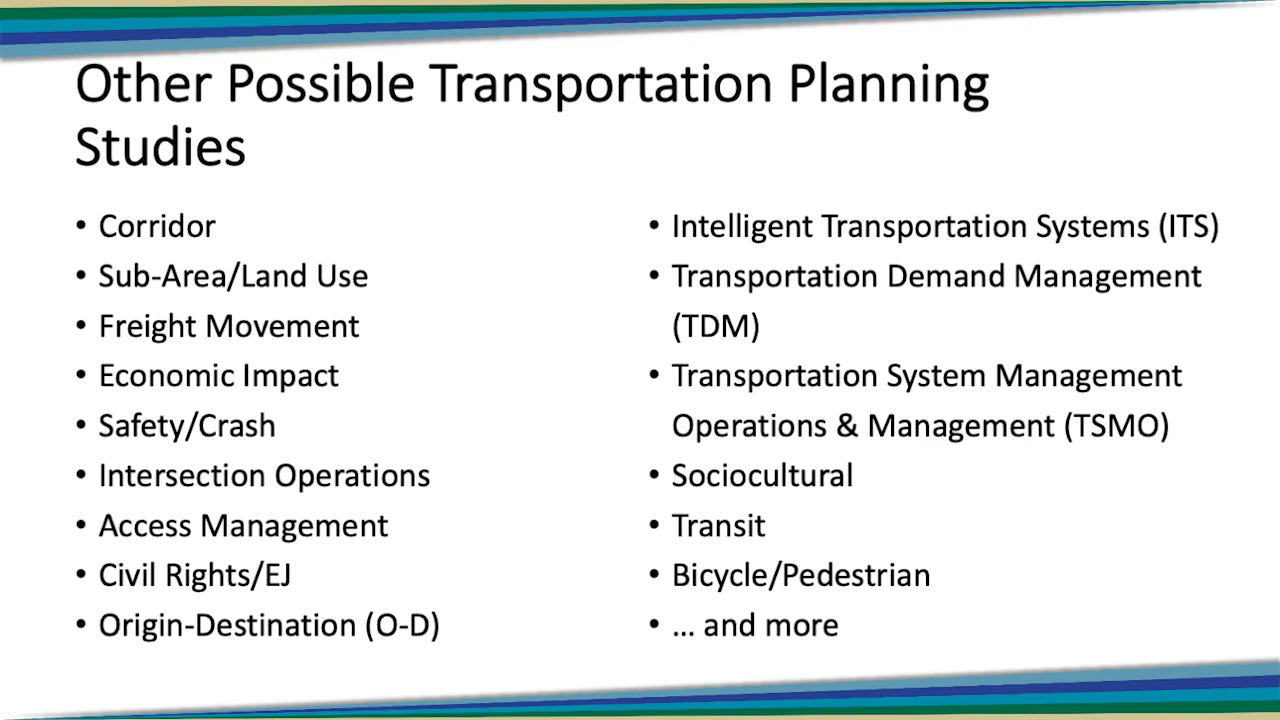 Other Possible Transportation Planning
Studies
• Corridor
• Sub-Area/Land Use
• Freight Movement
• Economic Impact
• Safety/Crash
• Intersection Operations
• Access Management
• Civil Rights/EJ
• Origin-Destination (O-D)
• Intelligent Transportation Systems (ITS)
• Transportation Demand Management
(TDM)
• Transportation System Management
Operations & Management (TSMO)
• Sociocultural
• Transit
• Bicycle/Pedestrian
• … and more